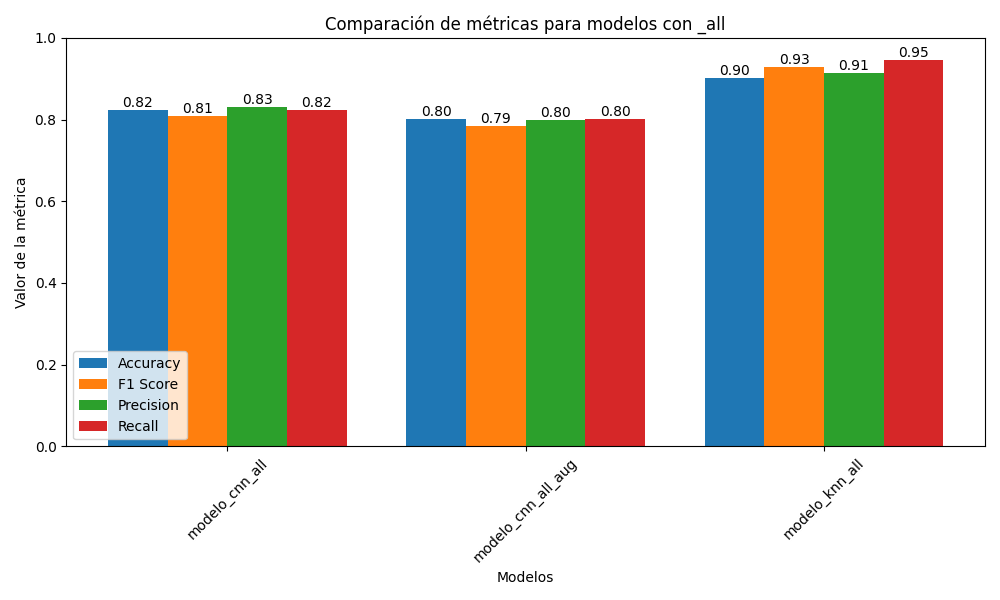 Comparación de métricas para modelos con _all
Valor de la métrica
1.0
0.8
0.6
0.4
0.2
0.0
0.82
0.81
0.83
0.82
0.80
0.79
0.80
0.80
0.90
0.93
0.91
0.95
Accuracy
F1 Score
Precision
Recall
modelo_cnn_all
modelo_cnn_all_aug
modelo_knn_all
Modelos